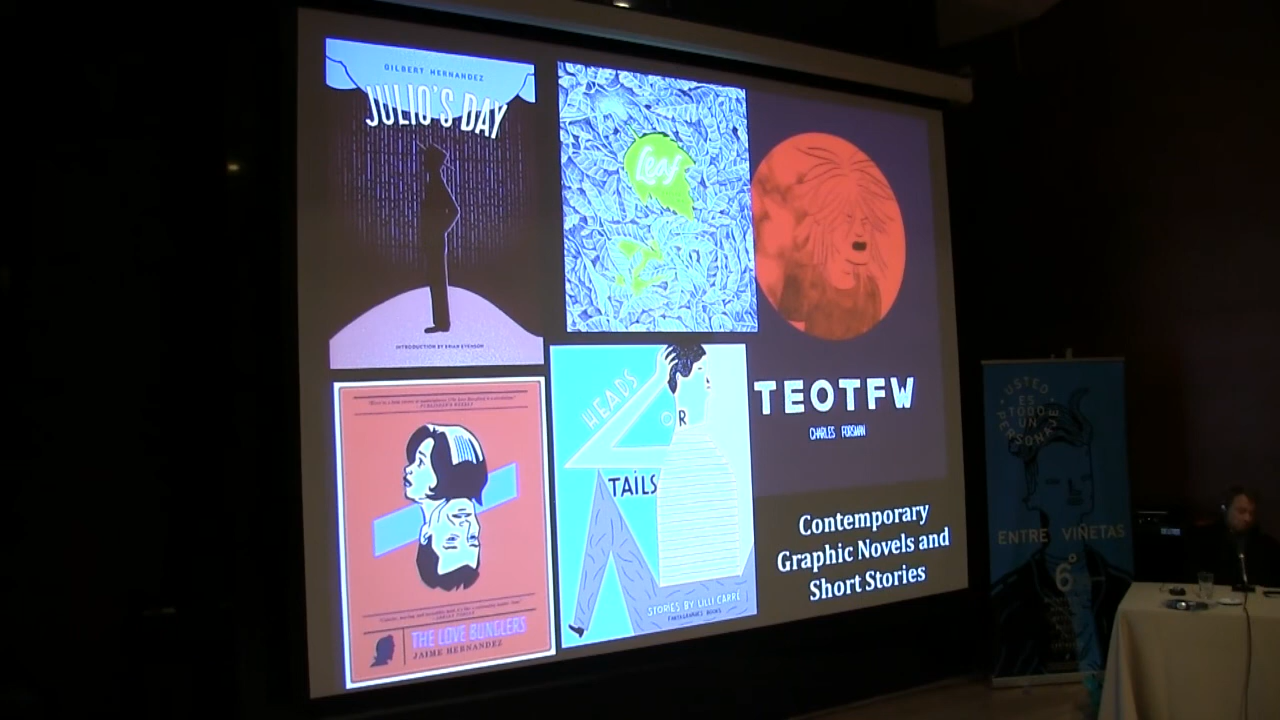 GILBERT HERNANDEZ
JULIO'S DAY
INTRODUCTION BY BRIAN EVENSON
Leaf
TEOTFW
CHARLES FORSMAN
THE LOVE BUNGLERS
JAIME HERNANDEZ
HEADS
OR
TAILS
STORIES BY LILLI CARRÉ
FANTAGRAPHICS BOOKS
Contemporary
Graphic Novels and
Short Stories
USTED
ES
TODO
UN
PERSONAJE
ENTRE VIÑETAS
6°